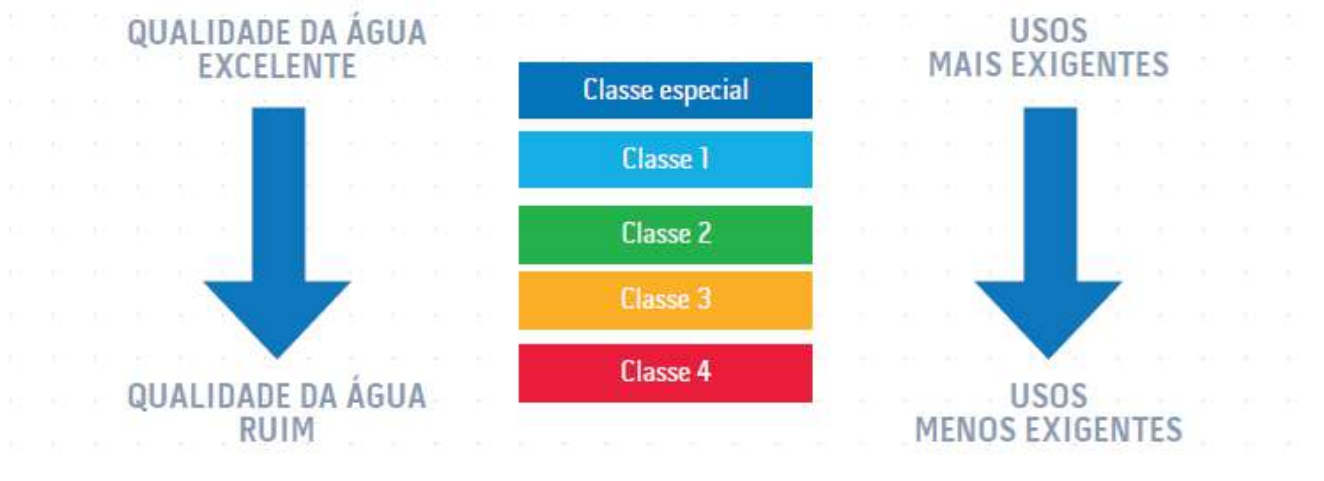 QUALIDADE DA ÁGUA
EXCELENTE
USOS
MAIS EXIGENTES
Classe especial
Classe 1
Classe 2
Classe 3
Classe 4
QUALIDADE DA ÁGUA
RUIM
USOS
MENOS EXIGENTES